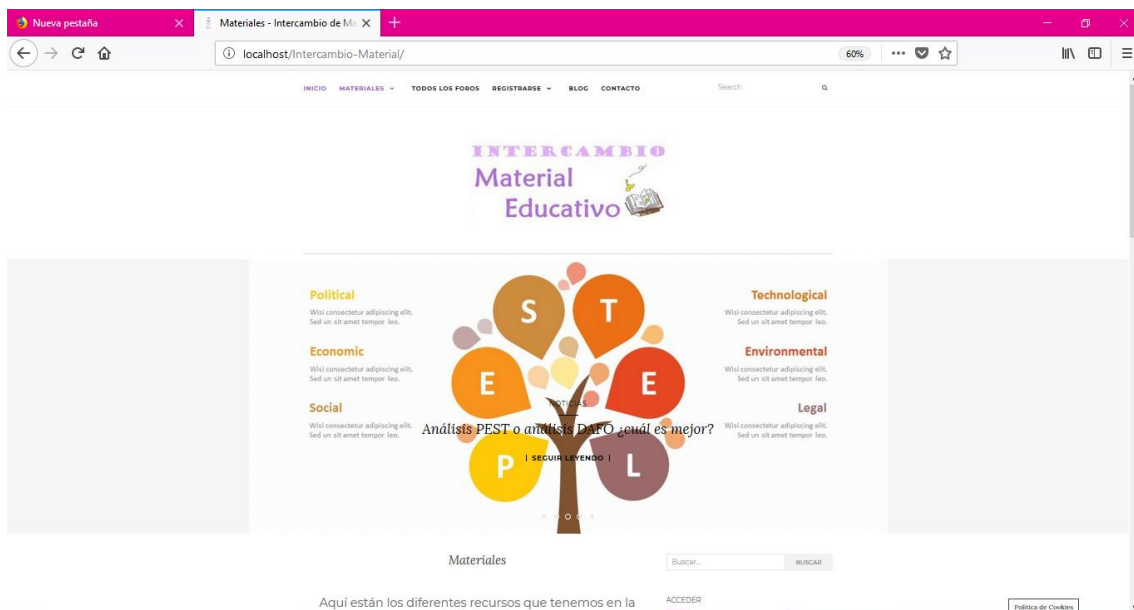 Nueva pestaña
Materiales - Intercambio de Ma
localhost/Intercambio-Material/
60%
INICIO MATERIALES TODOS LOS FOROS REGISTRARSE BLOG CONTACTO Search
INTERCAMBIO
Material
Educativo
Political
Wisi consectetur adipiscing elit.
Sed un sit amet tempor leo.
Economic
Wisi consectetur adipiscing elit.
Sed un sit amet tempor leo.
Social
Wisi consectetur adipiscing elit.
Sed un sit amet tempor leo.
S
T
E
E
P
L
Technological
Wisi consectetur adipiscing elit.
Sed un sit amet tempor leo.
Environmental
Wisi consectetur adipiscing elit.
Sed un sit amet tempor leo.
Legal
Wisi consectetur adipiscing elit.
Sed un sit amet tempor leo.
NOTICIAS
Análisis PEST o análisis DAFO ¿cuál es mejor?
| SEGUIR LEYENDO |
Materiales
Aquí están los diferentes recursos que tenemos en la
Buscar... BUSCAR
ACCEDER
Política de Cookies